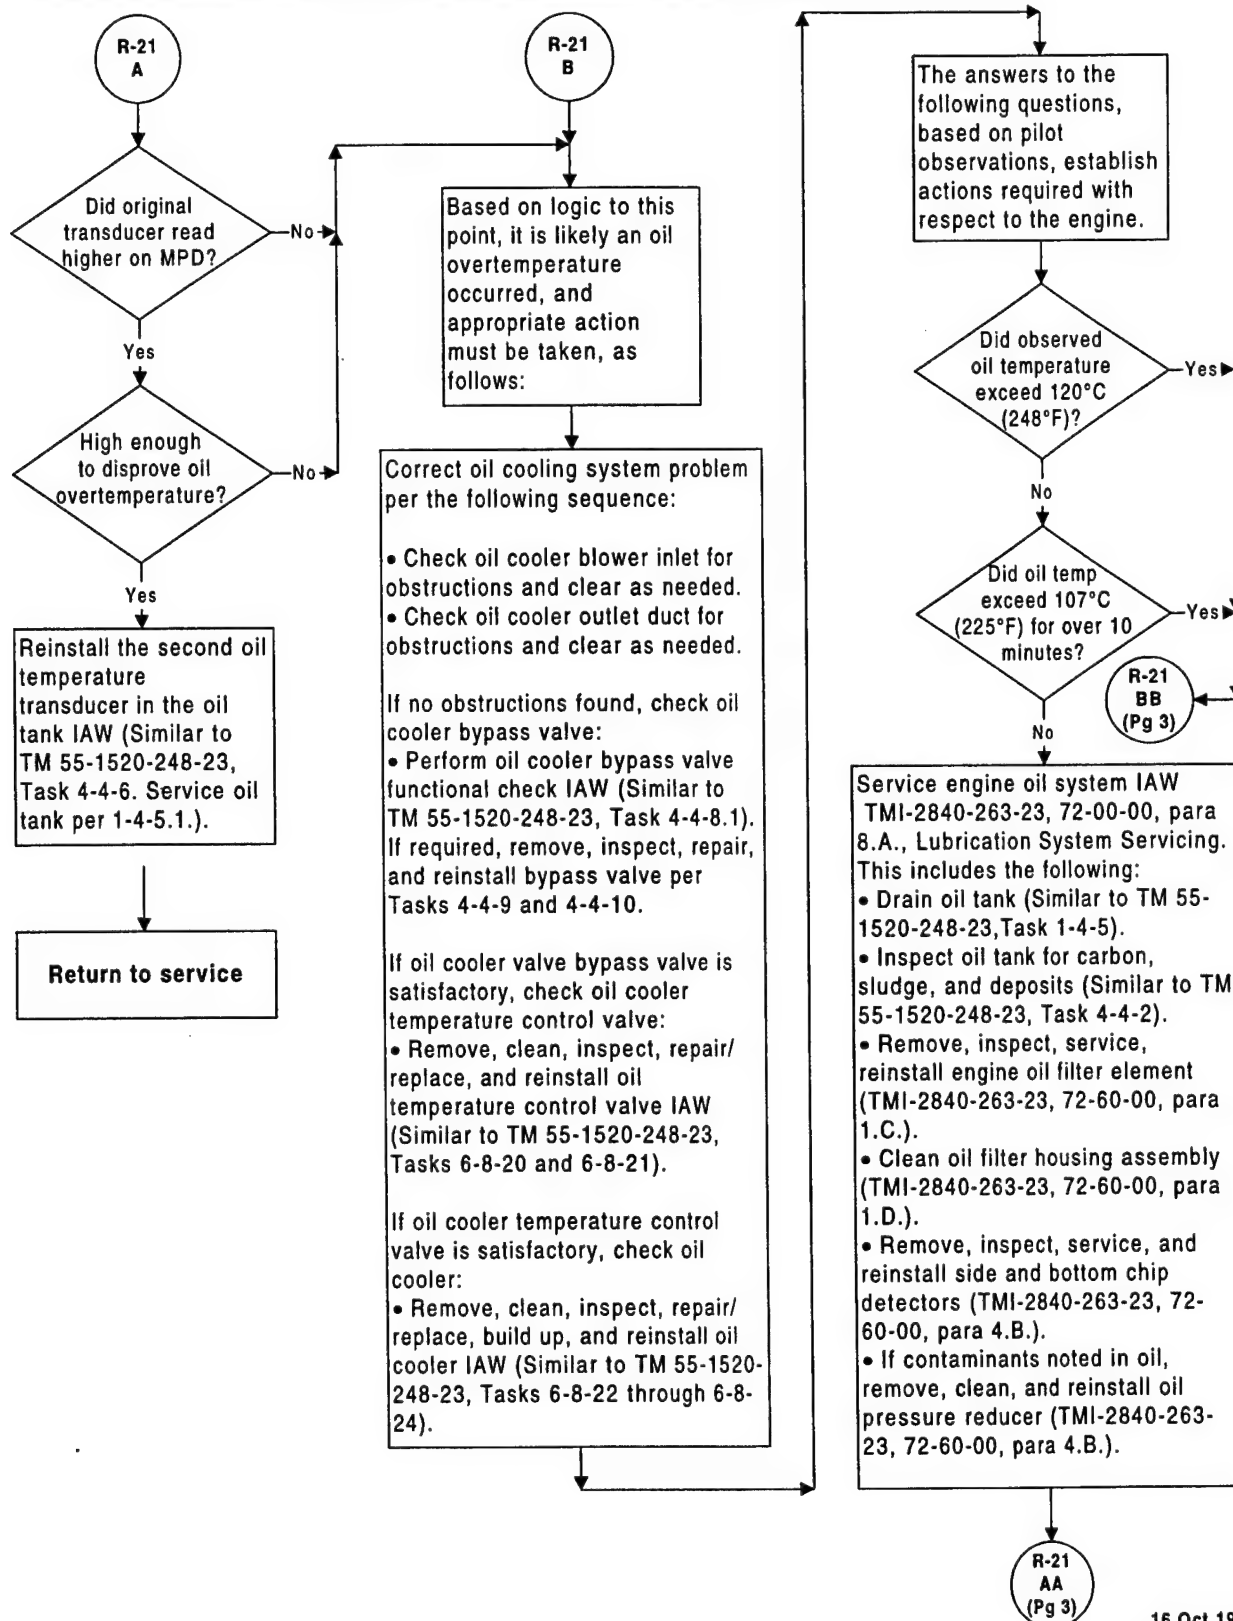 R-21
A
Did original
transducer read
higher on MPD?
No
Yes
High enough
to disprove oil
overtemperature?
No
Yes
Reinstall the second oil
temperature
transducer in the oil
tank IAW (Similar to
TM 55-1520-248-23,
Task 4-4-6. Service oil
tank per 1-4-5.1.).
Return to service
R-21
B
Based on logic to this
point, it is likely an oil
overtemperature
occurred, and
appropriate action
must be taken, as
follows:
Correct oil cooling system problem
per the following sequence:
• Check oil cooler blower inlet for
obstructions and clear as needed.
• Check oil cooler outlet duct for
obstructions and clear as needed.
If no obstructions found, check oil
cooler bypass valve:
• Perform oil cooler bypass valve
functional check IAW (Similar to
TM 55-1520-248-23, Task 4-4-8.1).
If required, remove, inspect, repair,
and reinstall bypass valve per
Tasks 4-4-9 and 4-4-10.
If oil cooler valve bypass valve is
satisfactory, check oil cooler
temperature control valve:
• Remove, clean, inspect, repair/
replace, and reinstall oil
temperature control valve IAW
(Similar to TM 55-1520-248-23,
Tasks 6-8-20 and 6-8-21).
If oil cooler temperature control
valve is satisfactory, check oil
cooler:
• Remove, clean, inspect, repair/
replace, build up, and reinstall oil
cooler IAW (Similar to TM 55-1520-
248-23, Tasks 6-8-22 through 6-8-
24).
The answers to the
following questions,
based on pilot
observations, establish
actions required with
respect to the engine.
Did observed
oil temperature
exceed 120°C
(248°F)?
Yes
No
Did oil temp
exceed 107°C
(225°F) for over 10
minutes?
Yes
R-21
BB
(Pg 3)
No
Service engine oil system IAW
TMI-2840-263-23, 72-00-00, para
8.A., Lubrication System Servicing.
This includes the following:
• Drain oil tank (Similar to TM 55-
1520-248-23,Task 1-4-5).
• Inspect oil tank for carbon,
sludge, and deposits (Similar to TM
55-1520-248-23, Task 4-4-2).
• Remove, inspect, service,
reinstall engine oil filter element
(TMI-2840-263-23, 72-60-00, para
1.C.).
• Clean oil filter housing assembly
(TMI-2840-263-23, 72-60-00, para
1.D.).
• Remove, inspect, service, and
reinstall side and bottom chip
detectors (TMI-2840-263-23, 72-
60-00, para 4.B.).
• If contaminants noted in oil,
remove, clean, and reinstall oil
pressure reducer (TMI-2840-263-
23, 72-60-00, para 4.B.).
R-21
AA
(Pg 3)